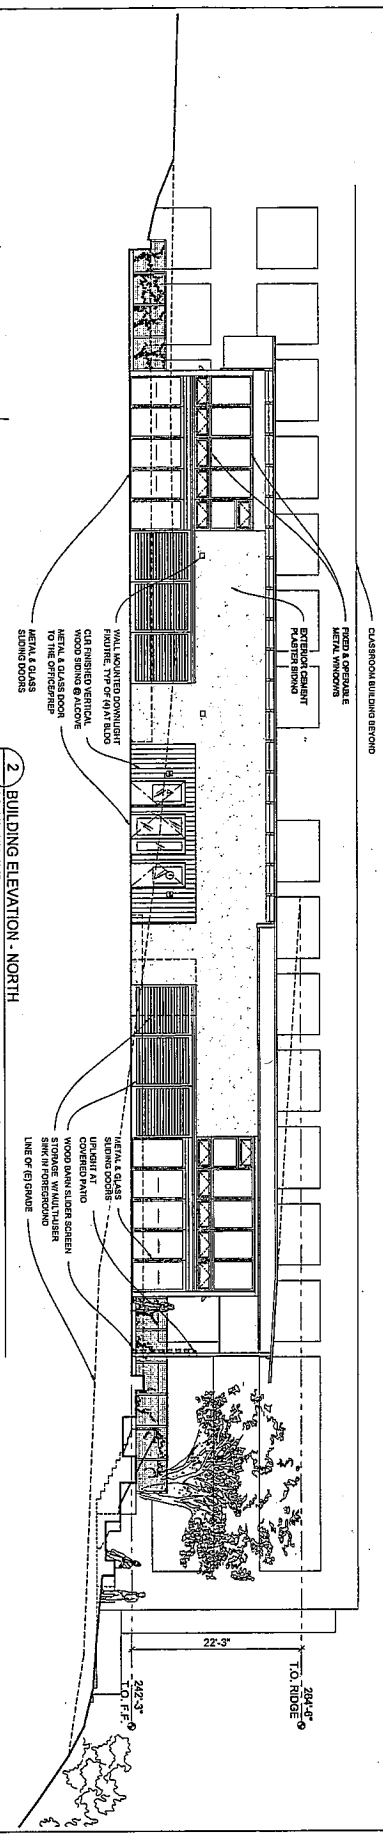 CLASSROOM BUILDING BEYOND
FIXED & OPERABLE
METAL WINDOWS
EXTERIOR CEMENT
PLASTER SIDING
WALL MOUNTED DOWNLIGHT
FIXUTRE, TYP OF (4) AT BLDG
CLR FINISHED VERTICAL
WOOD SIDING @ ALCOVE
METAL & GLASS DOOR
TO THE OFFICE/PREP
METAL & GLASS
SLIDING DOORS
METAL & GLASS
SLIDING DOORS
UPLIGHT AT
COVERED PATIO
WOOD BARN SLIDER SCREEN
STORAGE W/MULTI-USER
SINK IN FOREGROUND
LINE OF (E) GRADE
22'-3"
264'-6"
T.O. RIDGE
242'-3"
T.O. F.F.
2
BUILDING ELEVATION - NORTH